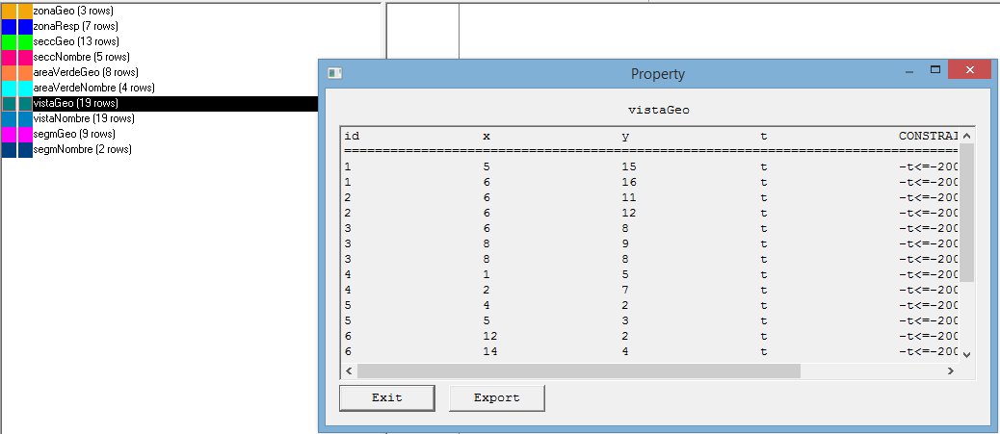 zonaGeo (3 rows)
zonaResp (7 rows)
seccGeo (13 rows)
seccNombre (5 rows)
areaVerdeGeo (8 rows)
areaVerdeNombre (4 rows)
vistaGeo (19 rows)
vistaNombre (19 rows)
segmGeo (9 rows)
segmNombre (2 rows)
Property
vistaGeo
id x y t CONSTRAI
================================================================================
1 5 15 t -t<=-200
1 6 16 t -t<=-200
2 6 11 t -t<=-200
2 6 12 t -t<=-200
3 6 8 t -t<=-200
3 8 9 t -t<=-200
3 8 8 t -t<=-200
4 1 5 t -t<=-200
4 2 7 t -t<=-200
5 4 2 t -t<=-200
5 5 3 t -t<=-200
6 12 2 t -t<=-200
6 14 4 t -t<=-200
Exit Export